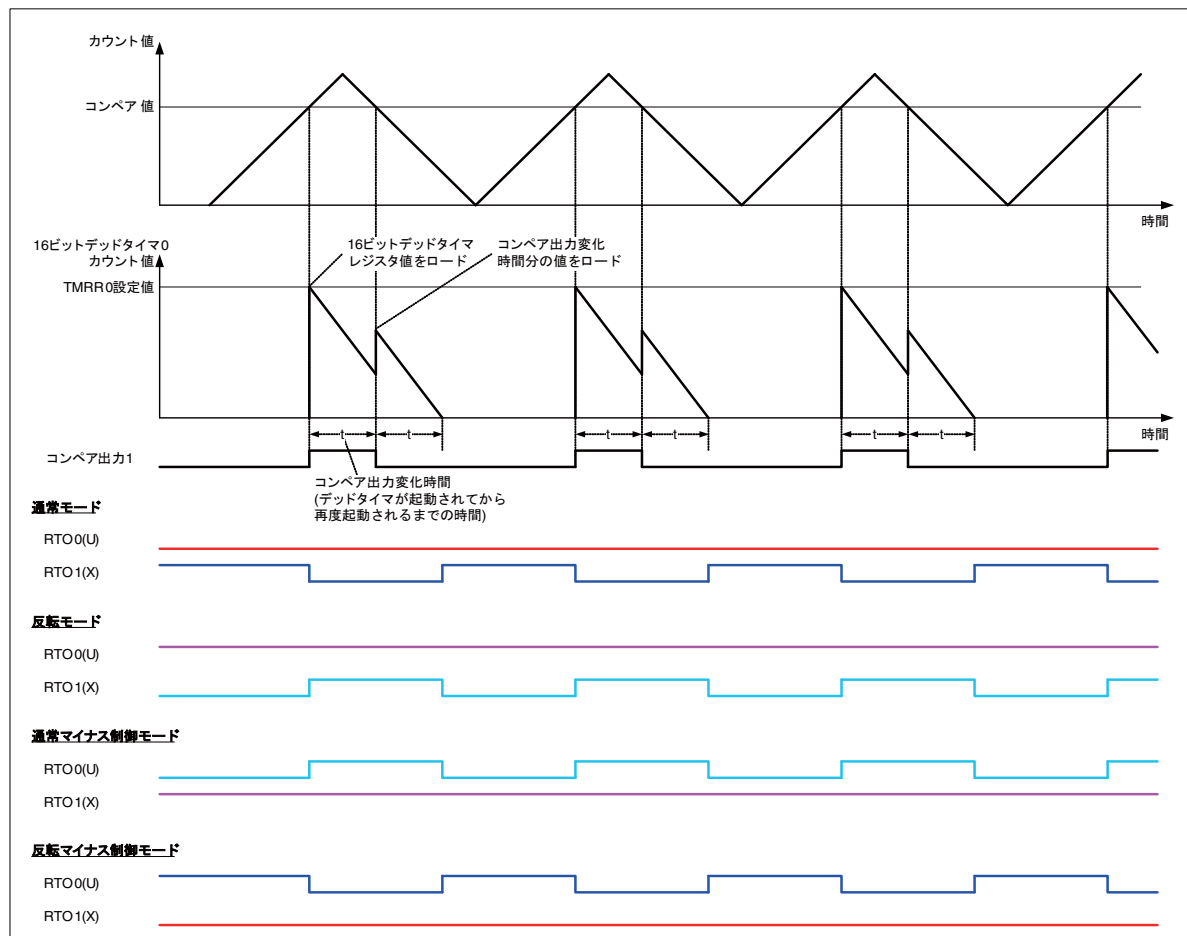 カウント値
コンペア 値
時間
16ビットデッドタイマ0
カウント値
16ビットデッドタイマ
レジスタ値をロード
コンペア出力変化
時間分の値をロード
TMRR0設定値
時間
t t t t t t
コンペア出力1
コンペア出力変化時間
(デッドタイマが起動されてから
再度起動されるまでの時間)
通常モード
RTO0(U)
RTO1(X)
反転モード
RTO0(U)
RTO1(X)
通常マイナス制御モード
RTO0(U)
RTO1(X)
反転マイナス制御モード
RTO0(U)
RTO1(X)